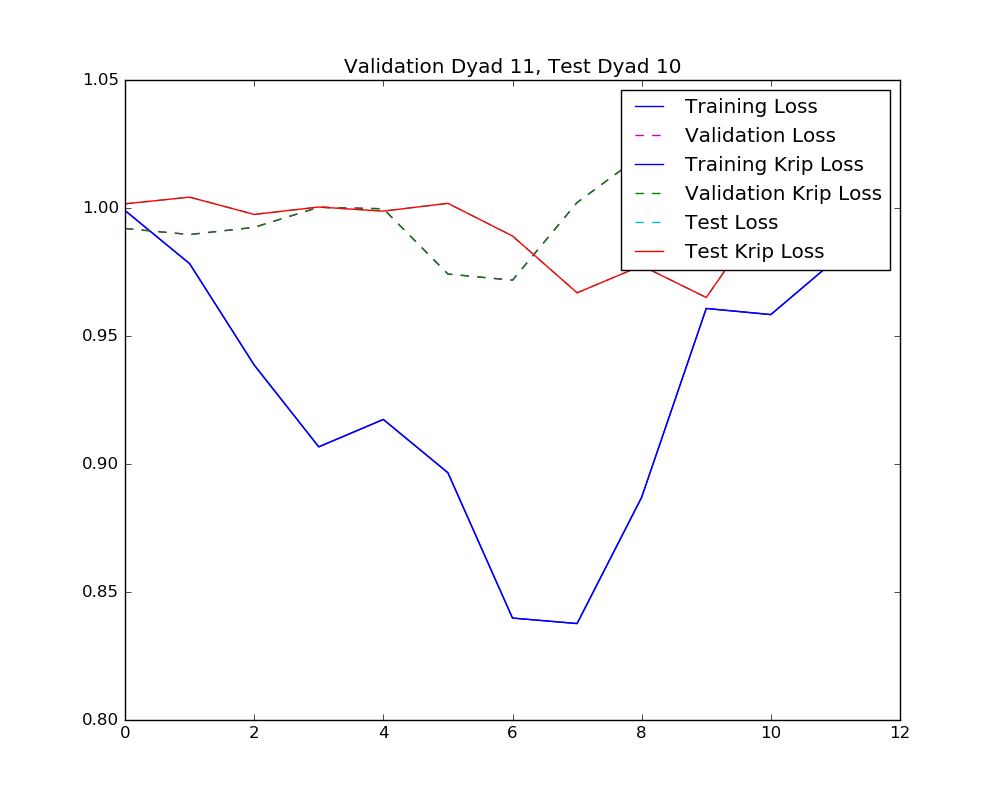 Validation Dyad 11, Test Dyad 10
1.05
1.00
0.95
0.90
0.85
0.80
Training Loss
Validation Loss
Training Krip Loss
Validation Krip Loss
Test Loss
Test Krip Loss
0 2 4 6 8 10 12